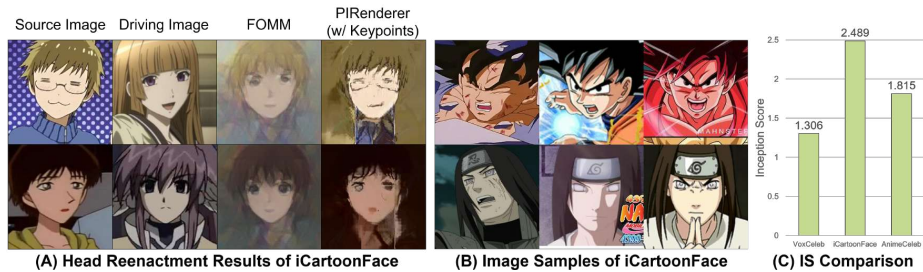 Source Image
Driving Image
FOMM
PIRenderer
(w/ Keypoints)
MAHNSTER
(A) Head Reenactment Results of iCartoonFace
(B) Image Samples of iCartoonFace
Inception Score
2.5
2
1.5
1
0.5
0
1.306
2.489
1.815
VoxCeleb
iCartoonFace
AnimeCeleb
(C) IS Comparison